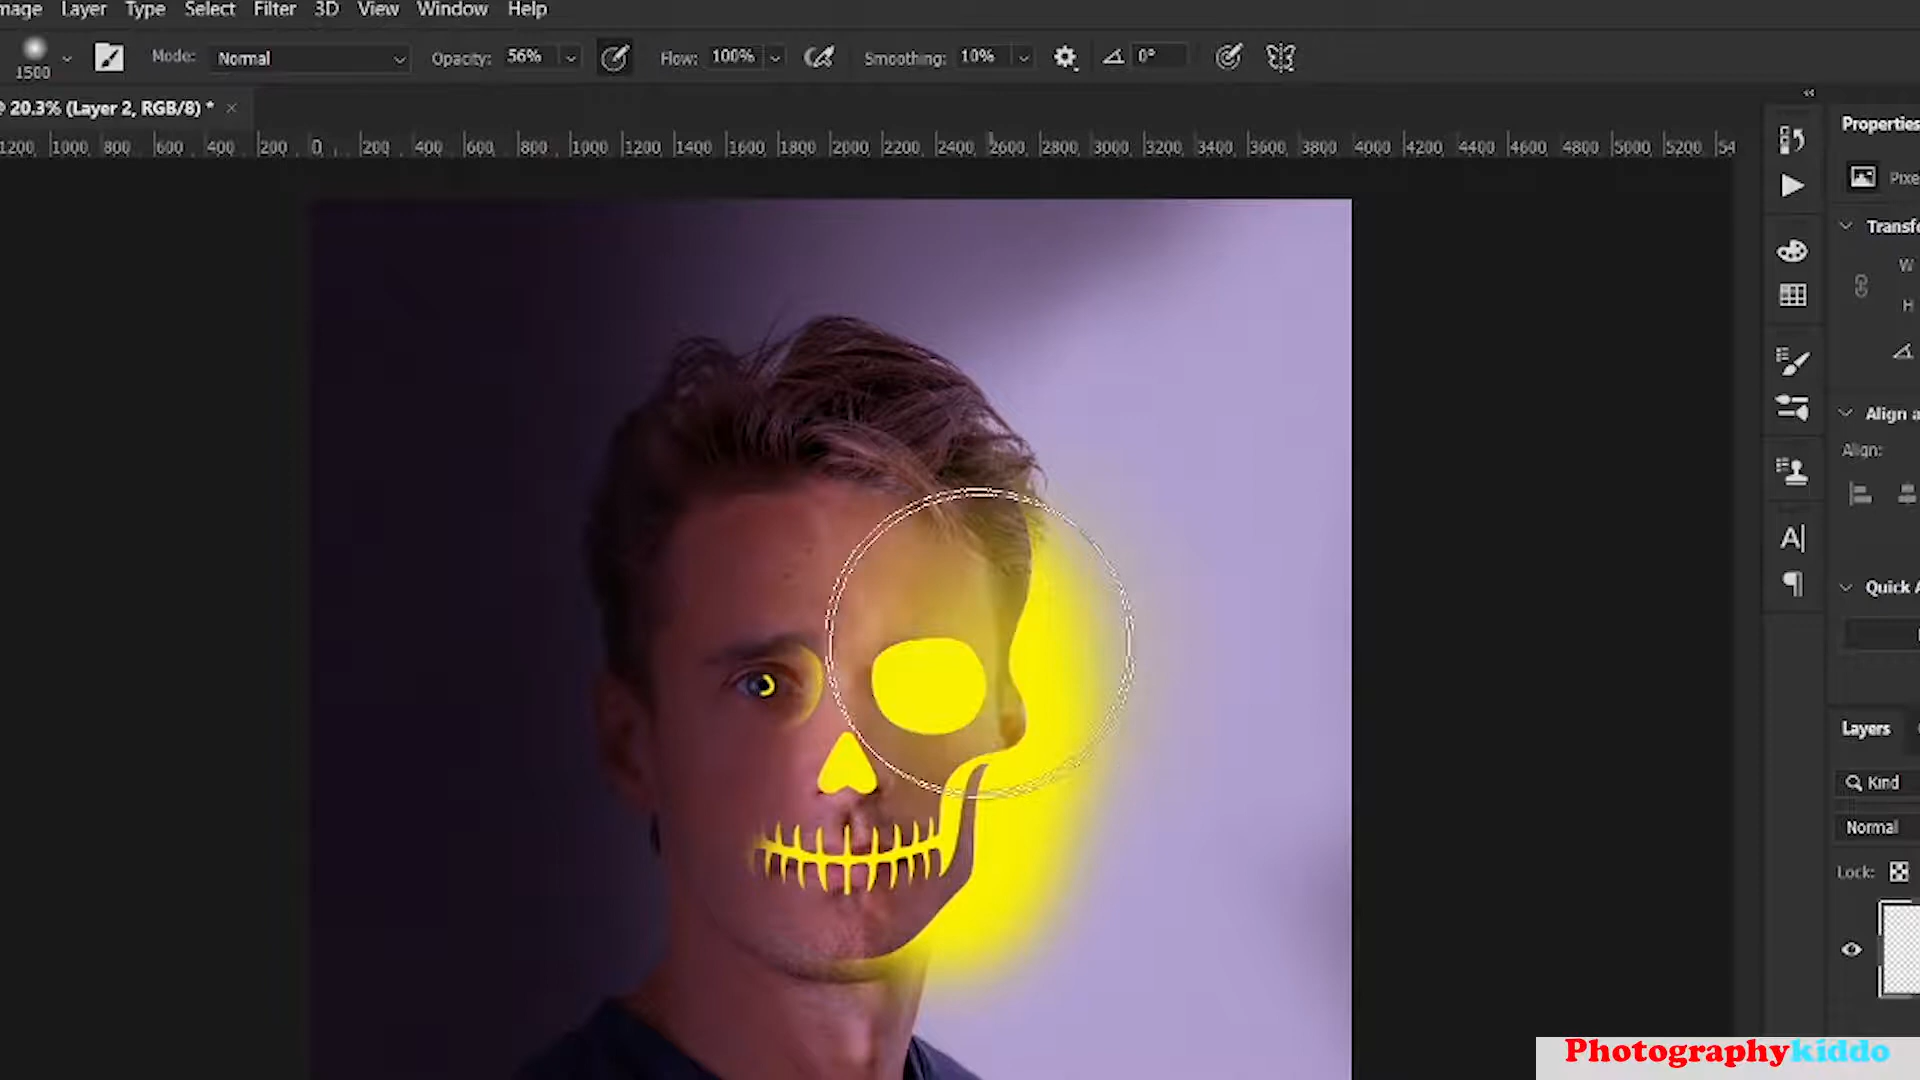 mage Layer Type Select Filter 3D View Window Help
1500 Mode: Normal Opacity: 56% Flow: 100% Smoothing: 10% 0°
@ 20.3% (Layer 2, RGB/8) * ×
1200 1000 800 600 400 200 0 200 400 600 800 1000 1200 1400 1600 1800 2000 2200 2400 2600 2800 3000 3200 3400 3600 3800 4000 4200 4400 4600 4800 5000 5200 54
Properties
Pixe
Transfo
W
H
Align a
Align:
A|
Quick A
Layers
Kind
Normal
Lock:
Photographykiddo